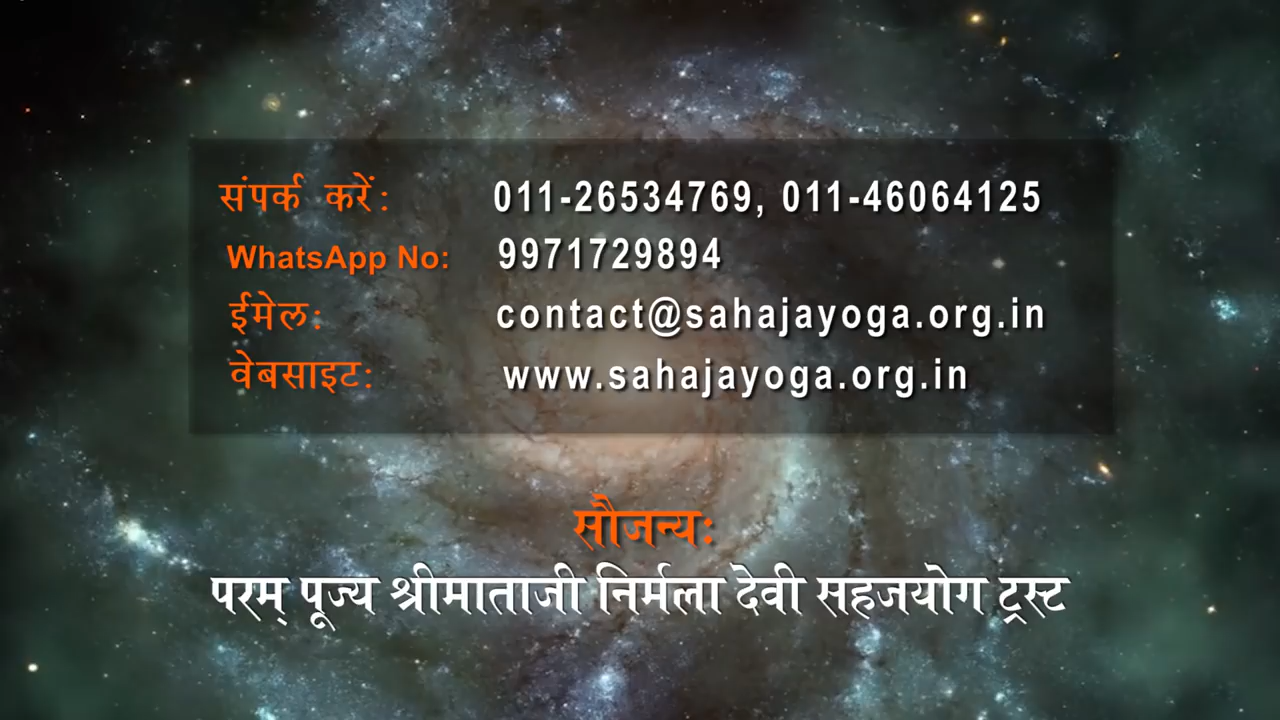 संपर्क करें: 011-26534769, 011-46064125
WhatsApp No: 9971729894
ईमेल: contact@sahajayoga.org.in
वेबसाइट: www.sahajayoga.org.in
सौजन्यः
परम् पूज्य श्रीमाताजी निर्मला देवी सहजयोग ट्रस्ट